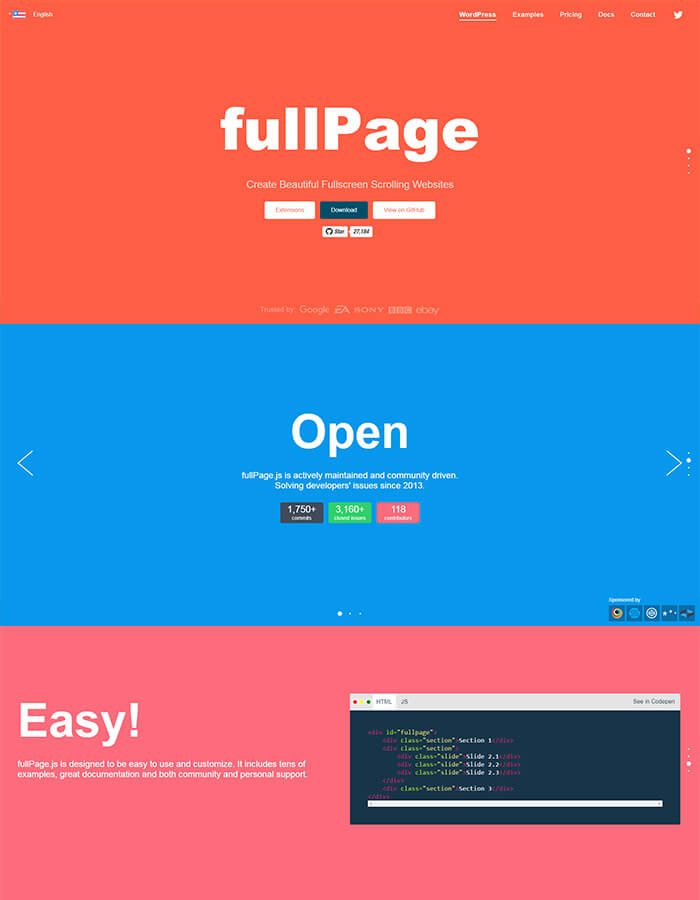 English
WordPress
Examples
Pricing
Docs
Contact
fullPage
Create Beautiful Fullscreen Scrolling Websites
Extensions
Download
View on GitHub
Star
27,184
Trusted by: Google EA SONY BBC ebay
Open
fullPage.js is actively maintained and community driven.
Solving developers' issues since 2013.
1,750+
commits
3,160+
closed issues
118
contributors
Sponsored by
Easy!
fullPage.js is designed to be easy to use and customize. It includes tens of
examples, great documentation and both community and personal support.
HTML
JS
See in Codepen
<div id="fullpage">
<div class="section">Section 1</div>
<div class="section">
<div class="slide">Slide 2.1</div>
<div class="slide">Slide 2.2</div>
<div class="slide">Slide 2.3</div>
</div>
<div class="section">Section 3</div>
</div>